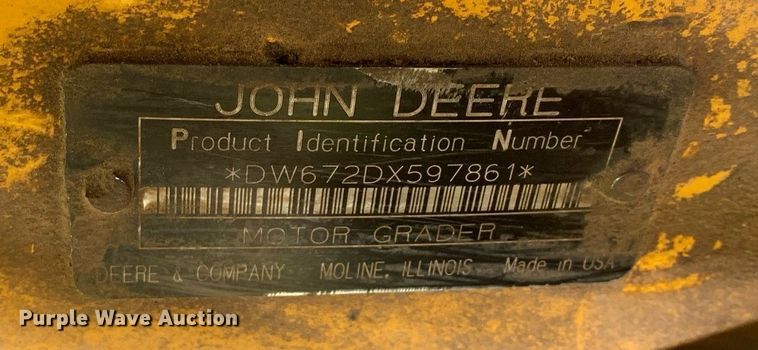 JOHN DEERE
Product Identification Number
*DW672DX597861*
MOTOR GRADER
DEERE & COMPANY MOLINE, ILLINOIS Made in USA
Purple Wave Auction